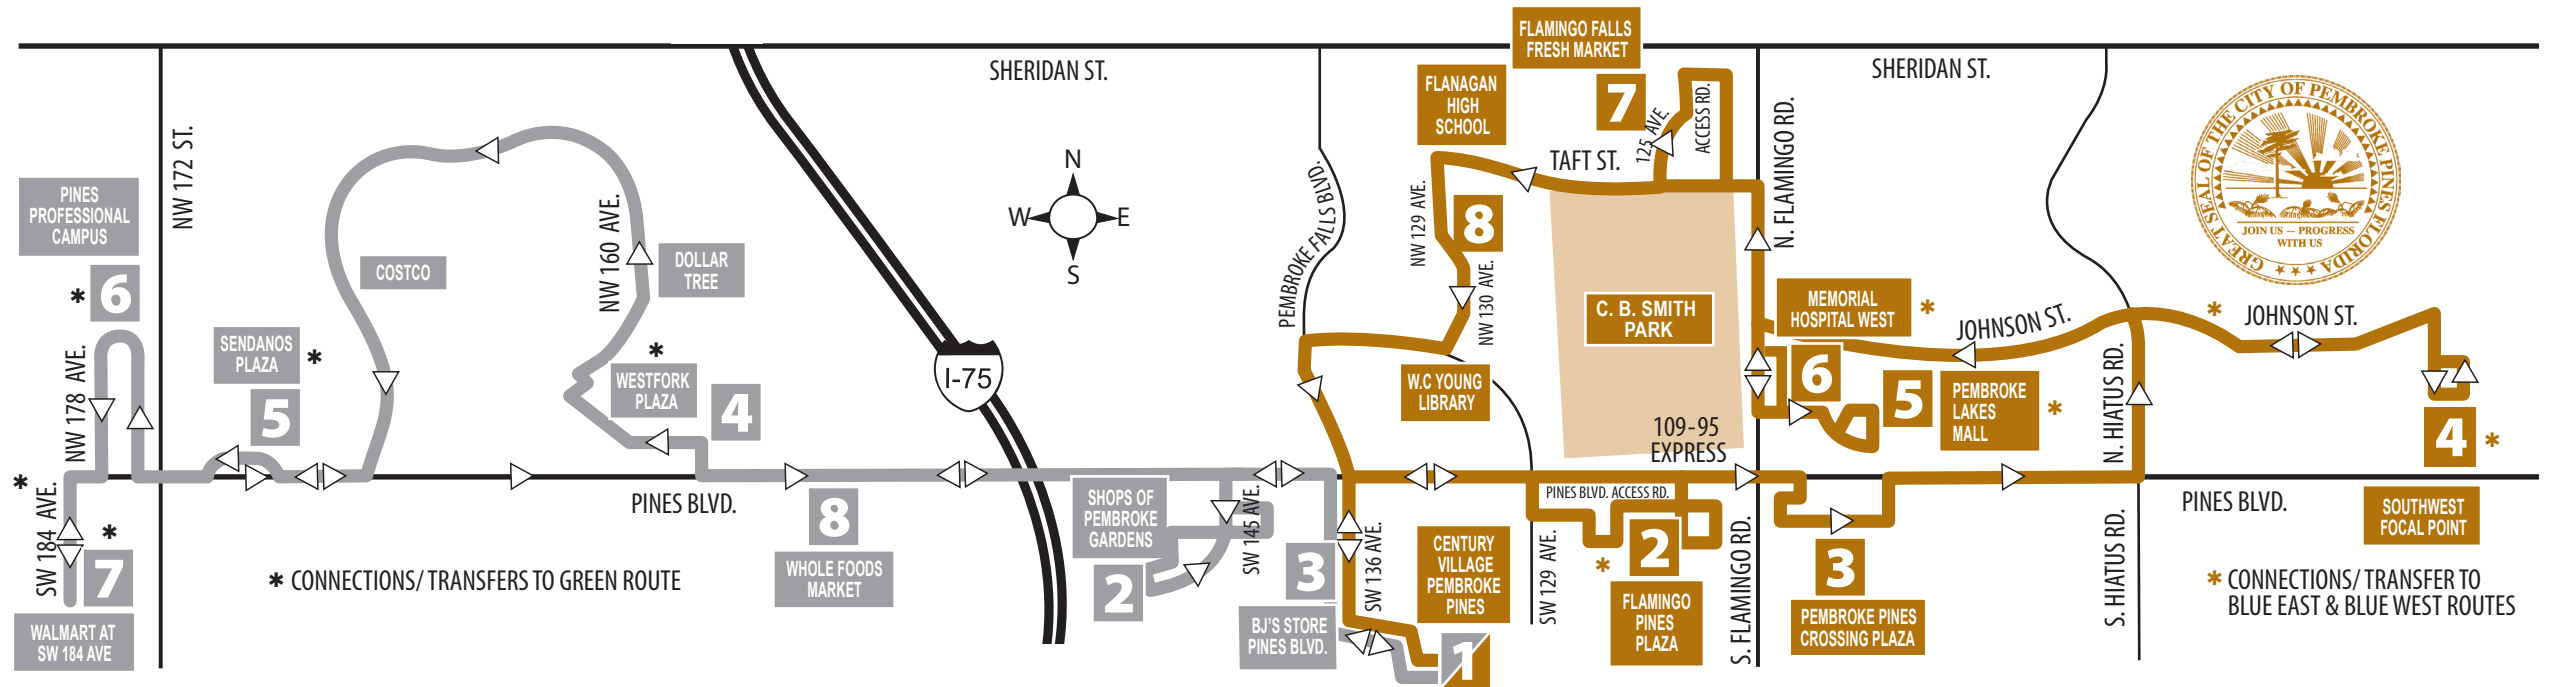 SHERIDAN ST.
SHERIDAN ST.
FLAMINGO FALLS
FRESH MARKET
7
FLANAGAN
HIGH
SCHOOL
125 AVE.
ACCESS RD.
TAFT ST.
N. FLAMINGO RD.
GREAT SEAL OF THE CITY OF PEMBROKE PINES FLORIDA
JOIN US — PROGRESS
WITH US
NW 172 ST.
PINES
PROFESSIONAL
CAMPUS
* 6
NW 178 AVE.
COSTCO
NW 160 AVE.
DOLLAR
TREE
SENDANOS
PLAZA *
5
*
WESTFORK
PLAZA
4
N
W E
S
I-75
PEMBROKE FALLS BLVD.
NW 129 AVE.
8
NW 130 AVE.
C. B. SMITH
PARK
MEMORIAL
HOSPITAL WEST *
6
JOHNSON ST.
* JOHNSON ST.
W.C YOUNG
LIBRARY
5
PEMBROKE
LAKES
MALL *
N. HIATUS RD.
4 *
109-95
EXPRESS
*
SW 184 AVE.
*
7
WALMART AT
SW 184 AVE
PINES BLVD.
8
WHOLE FOODS
MARKET
* CONNECTIONS/ TRANSFERS TO GREEN ROUTE
SHOPS OF
PEMBROKE
GARDENS
2
SW 145 AVE.
3
BJ'S STORE
PINES BLVD.
SW 136 AVE.
CENTURY
VILLAGE
PEMBROKE
PINES
1
PINES BLVD. ACCESS RD.
SW 129 AVE.
* 2
FLAMINGO
PINES
PLAZA
S. FLAMINGO RD.
3
PEMBROKE PINES
CROSSING PLAZA
S. HIATUS RD.
PINES BLVD.
SOUTHWEST
FOCAL POINT
* CONNECTIONS/ TRANSFER TO
BLUE EAST & BLUE WEST ROUTES